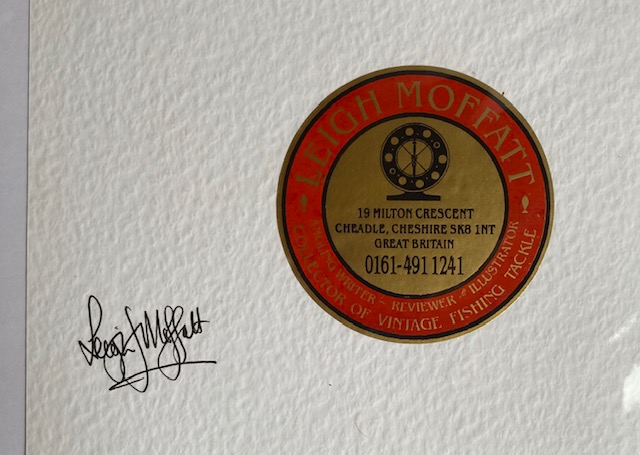 LEIGH MOFFATT
19 MILTON CRESCENT
CHEADLE, CHESHIRE SK8 1NT
GREAT BRITAIN
0161-491 1241
ANGLING WRITER - REVIEWER - ILLUSTRATOR
COLLECTOR OF VINTAGE FISHING TACKLE
Leigh J Moffatt